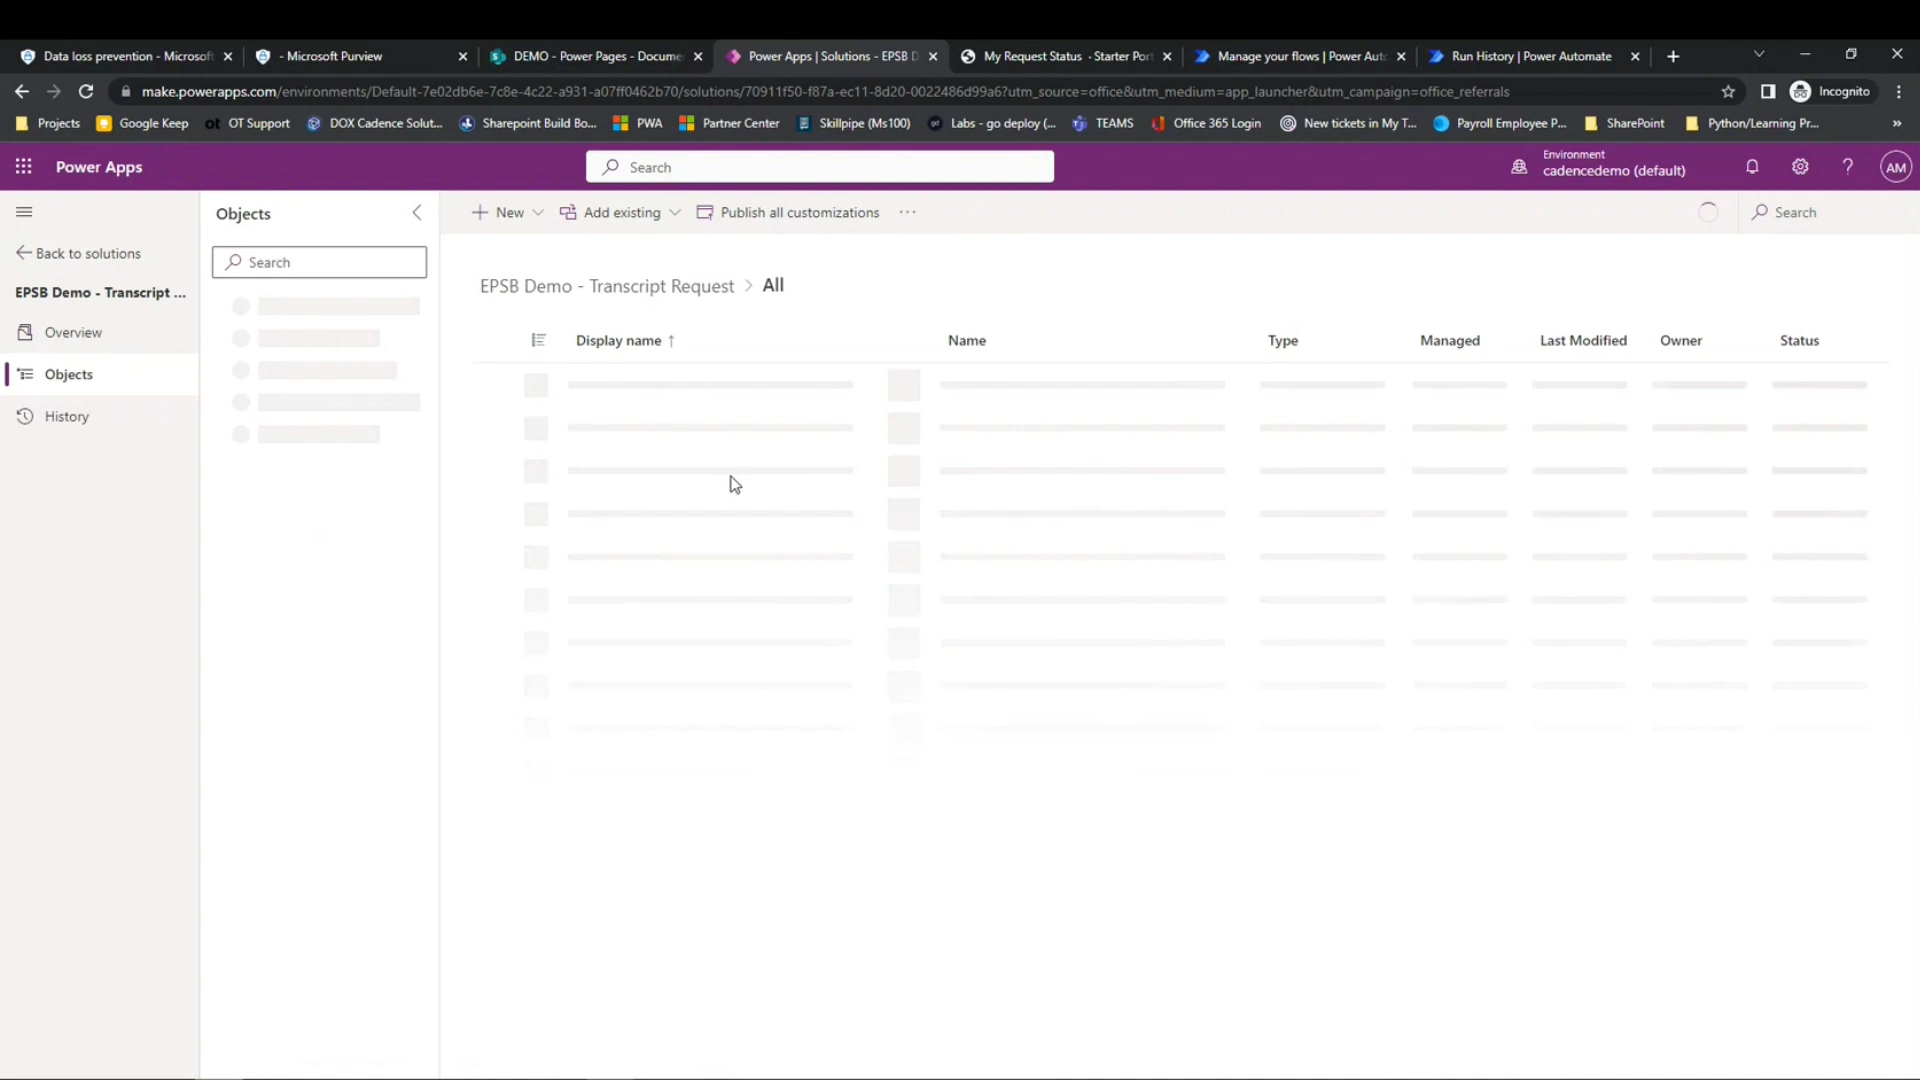 Data loss prevention - Microsoft
- Microsoft Purview
DEMO - Power Pages - Docume
Power Apps | Solutions - EPSB D
My Request Status · Starter Port
Manage your flows | Power Auto
Run History | Power Automate
make.powerapps.com/environments/Default-7e02db6e-7c8e-4c22-a931-a07ff0462b70/solutions/70911f50-f87a-ec11-8d20-0022486d99a6?utm_source=office&utm_medium=app_launcher&utm_campaign=office_referrals
Incognito
Projects
Google Keep
ot OT Support
DOX Cadence Solut...
Sharepoint Build Bo...
PWA
Partner Center
Skillpipe (Ms100)
Labs - go deploy (...
TEAMS
Office 365 Login
New tickets in My T...
Payroll Employee P...
SharePoint
Python/Learning Pr...
»
Power Apps
Search
Environment
cadencedemo (default)
AM
Objects
New
Add existing
Publish all customizations
···
Search
Back to solutions
Search
EPSB Demo - Transcript ...
EPSB Demo - Transcript Request > All
Overview
Display name ↑
Name
Type
Managed
Last Modified
Owner
Status
Objects
History